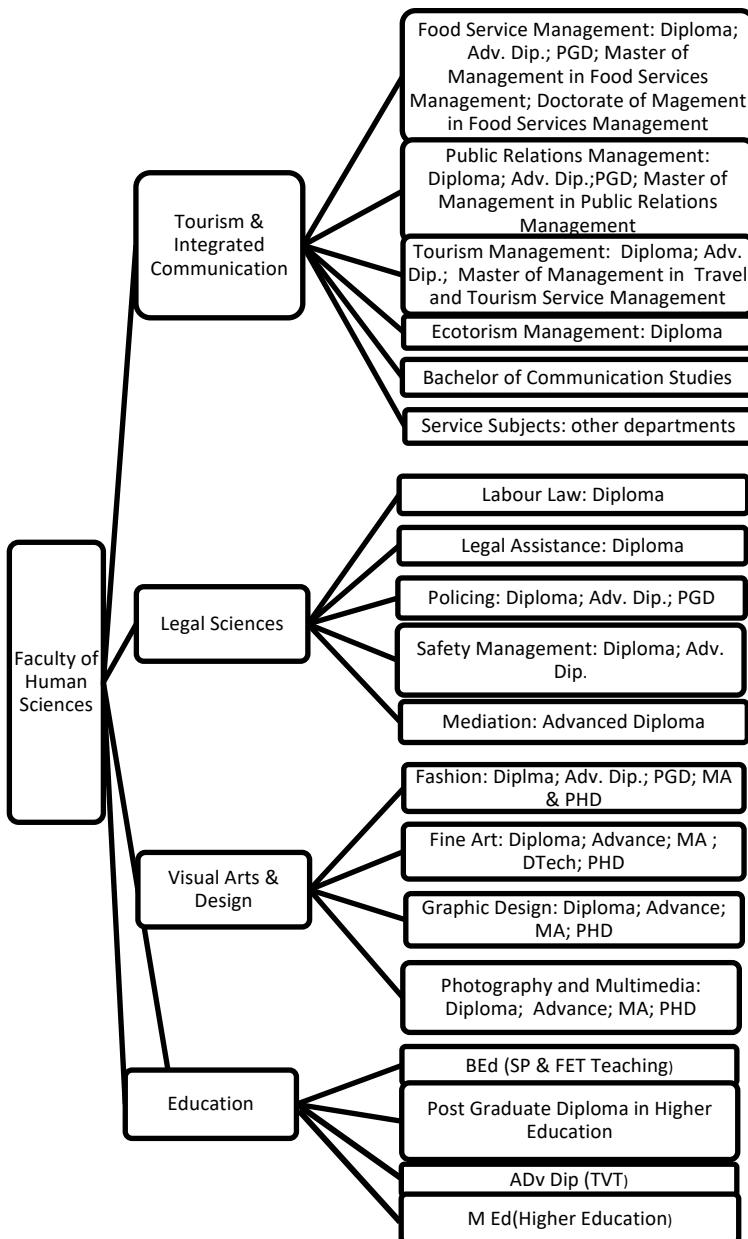 Faculty of
Human
Sciences
Tourism &
Integrated
Communication
Food Service Management: Diploma;
Adv. Dip.; PGD; Master of
Management in Food Services
Management; Doctorate of Magement
in Food Services Management
Public Relations Management:
Diploma; Adv. Dip.;PGD; Master of
Management in Public Relations
Management
Tourism Management: Diploma; Adv.
Dip.; Master of Management in Travel
and Tourism Service Management
Ecotorism Management: Diploma
Bachelor of Communication Studies
Service Subjects: other departments
Legal Sciences
Labour Law: Diploma
Legal Assistance: Diploma
Policing: Diploma; Adv. Dip.; PGD
Safety Management: Diploma; Adv.
Dip.
Mediation: Advanced Diploma
Visual Arts &
Design
Fashion: Diplma; Adv. Dip.; PGD; MA
& PHD
Fine Art: Diploma; Advance; MA ;
DTech; PHD
Graphic Design: Diploma; Advance;
MA; PHD
Photography and Multimedia:
Diploma; Advance; MA; PHD
Education
BEd (SP & FET Teaching)
Post Graduate Diploma in Higher
Education
ADv Dip (TVT)
M Ed(Higher Education)